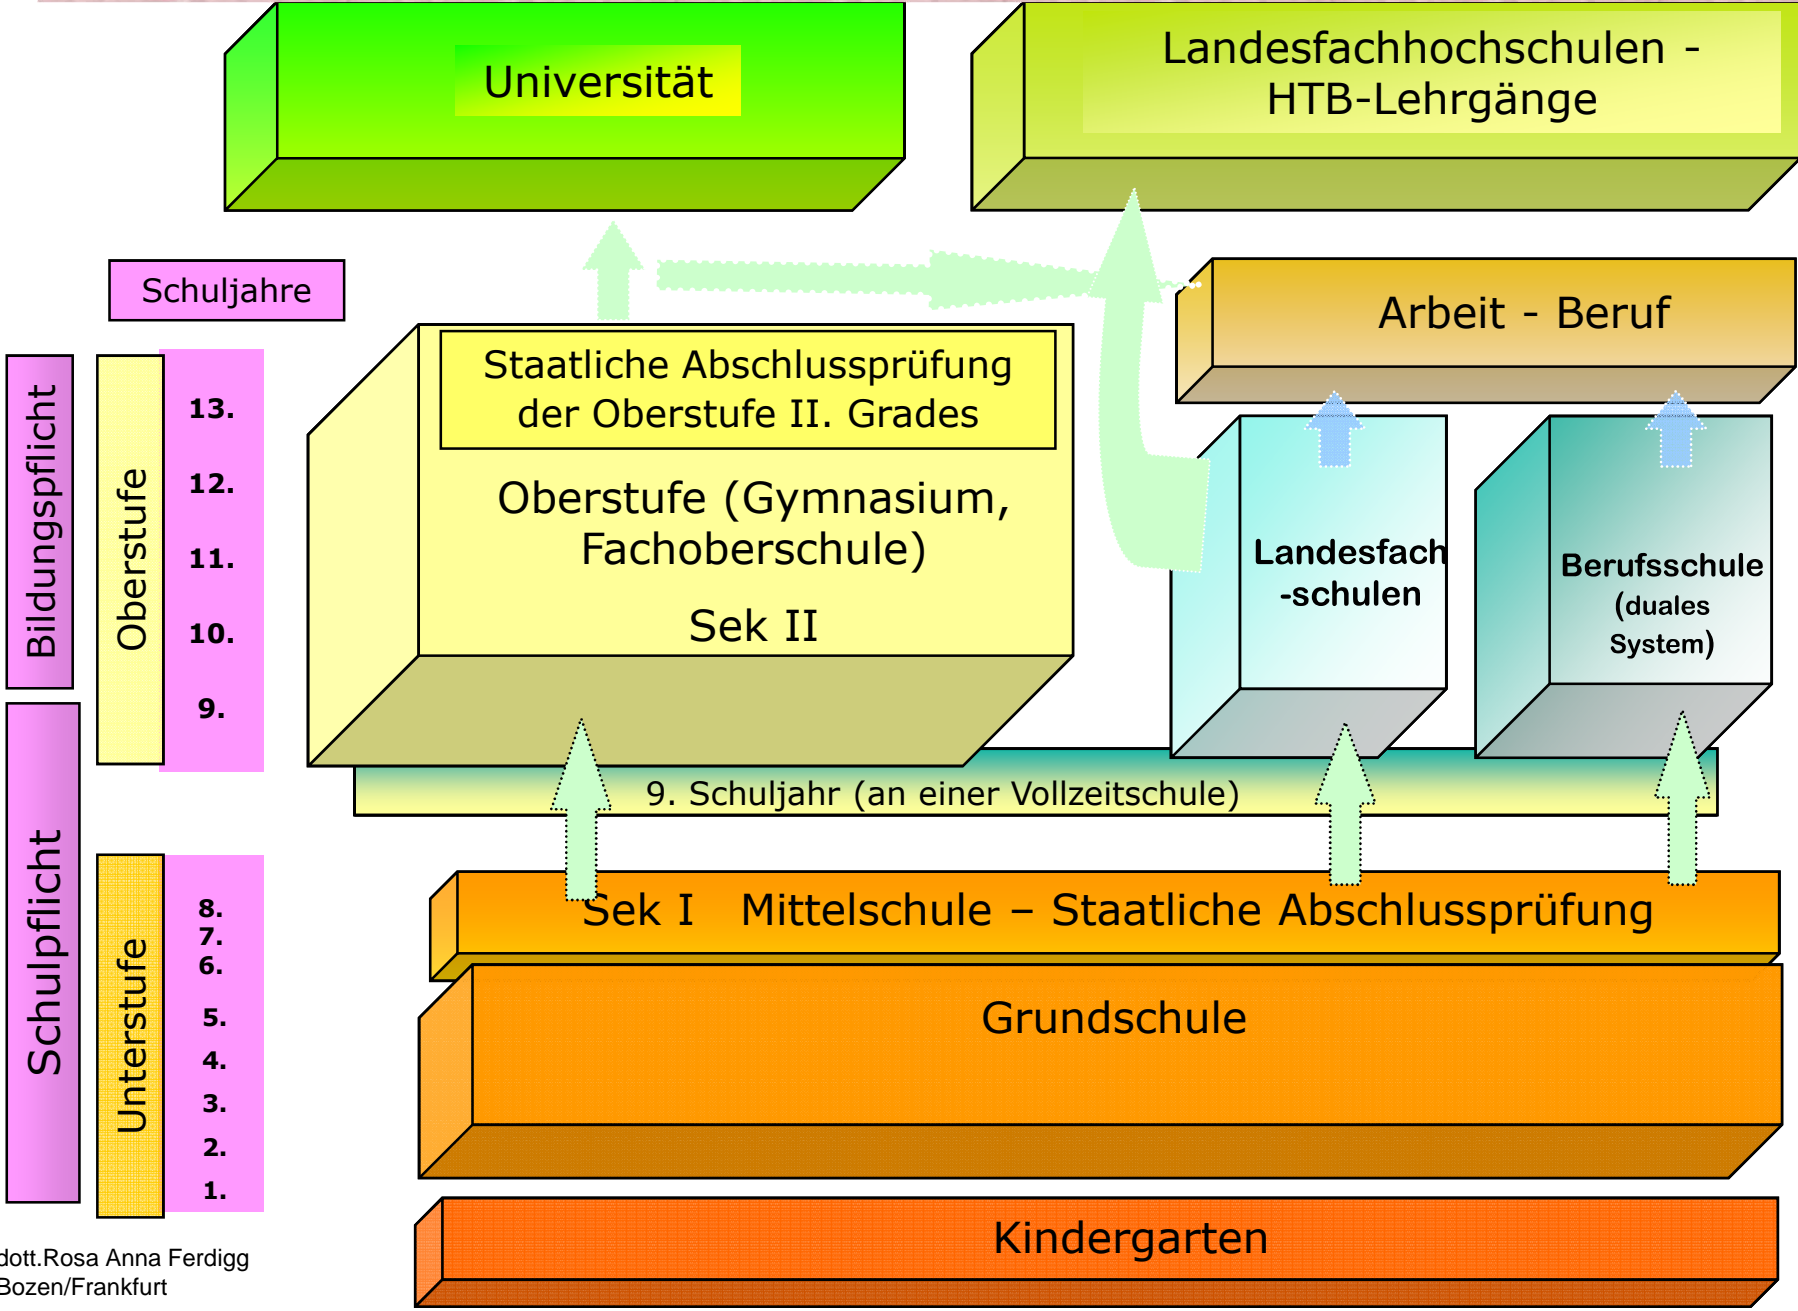 Universität
Landesfachhochschulen -
HTB-Lehrgänge
Schuljahre
Arbeit - Beruf
Bildungspflicht
Oberstufe
13.
12.
11.
10.
9.
Staatliche Abschlussprüfung
der Oberstufe II. Grades
Oberstufe (Gymnasium,
Fachoberschule)
Sek II
Landesfach
-schulen
Berufsschule
(duales
System)
9. Schuljahr (an einer Vollzeitschule)
Schulpflicht
Unterstufe
8.
7.
6.
5.
4.
3.
2.
1.
Sek I Mittelschule – Staatliche Abschlussprüfung
Grundschule
Kindergarten
dott.Rosa Anna Ferdigg
Bozen/Frankfurt